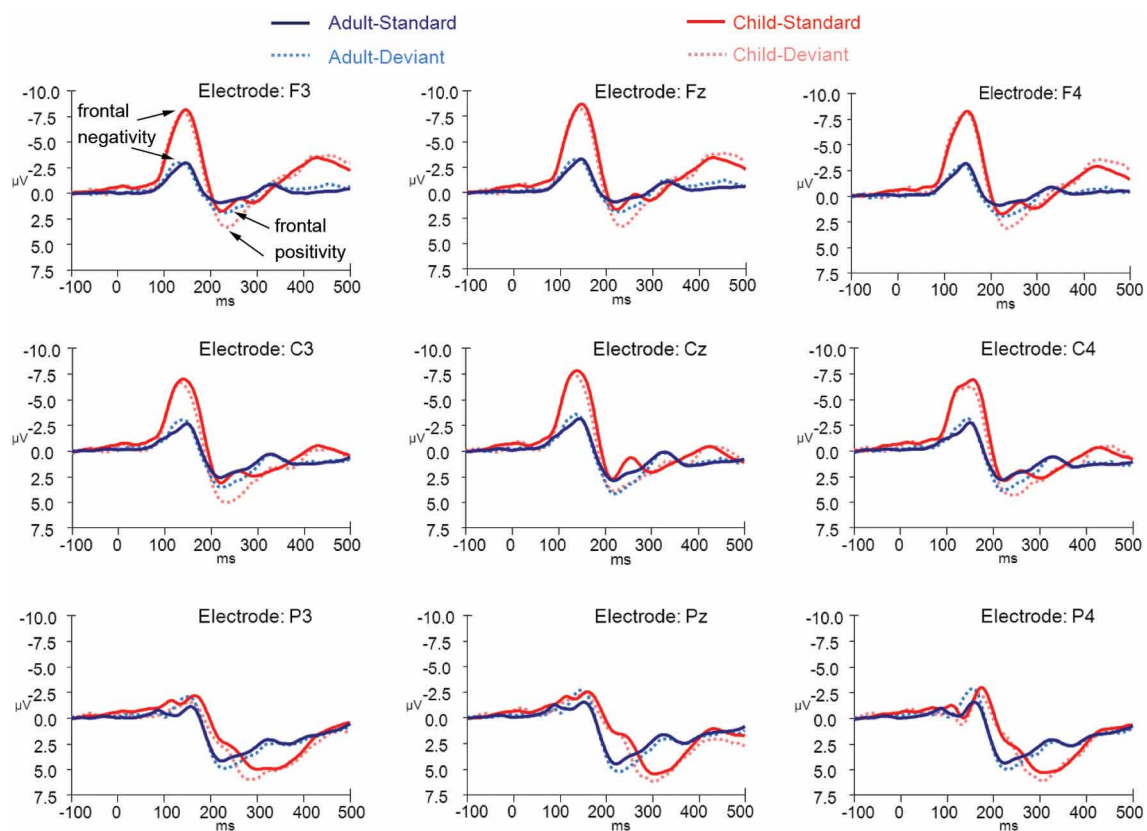 Adult-Standard
Child-Standard
Adult-Deviant
Child-Deviant
Electrode: F3
Electrode: Fz
Electrode: F4
-10.0
-7.5
-5.0
-2.5
0.0
2.5
5.0
7.5
µV
frontal
negativity
frontal
positivity
-100 0 100 200 300 400 500
ms
-10.0
-7.5
-5.0
-2.5
0.0
2.5
5.0
7.5
µV
-100 0 100 200 300 400 500
ms
-10.0
-7.5
-5.0
-2.5
0.0
2.5
5.0
7.5
µV
-100 0 100 200 300 400 500
ms
Electrode: C3
Electrode: Cz
Electrode: C4
-10.0
-7.5
-5.0
-2.5
0.0
2.5
5.0
7.5
µV
-100 0 100 200 300 400 500
ms
-10.0
-7.5
-5.0
-2.5
0.0
2.5
5.0
7.5
µV
-100 0 100 200 300 400 500
ms
-10.0
-7.5
-5.0
-2.5
0.0
2.5
5.0
7.5
µV
-100 0 100 200 300 400 500
ms
Electrode: P3
Electrode: Pz
Electrode: P4
-10.0
-7.5
-5.0
-2.5
0.0
2.5
5.0
7.5
µV
-100 0 100 200 300 400 500
ms
-10.0
-7.5
-5.0
-2.5
0.0
2.5
5.0
7.5
µV
-100 0 100 200 300 400 500
ms
-10.0
-7.5
-5.0
-2.5
0.0
2.5
5.0
7.5
µV
-100 0 100 200 300 400 500
ms